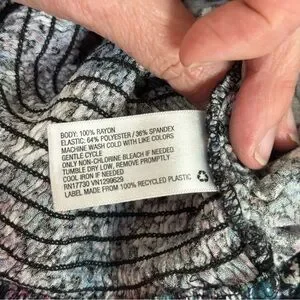 BODY: 100% RAYON
ELASTIC: 64% POLYESTER / 36% SPANDEX
MACHINE WASH COLD WITH LIKE COLORS
GENTLE CYCLE
ONLY NON-CHLORINE BLEACH IF NEEDED
TUMBLE DRY LOW, REMOVE PROMPTLY
COOL IRON IF NEEDED
RN17730 VN1299629
LABEL MADE FROM 100% RECYCLED PLASTIC